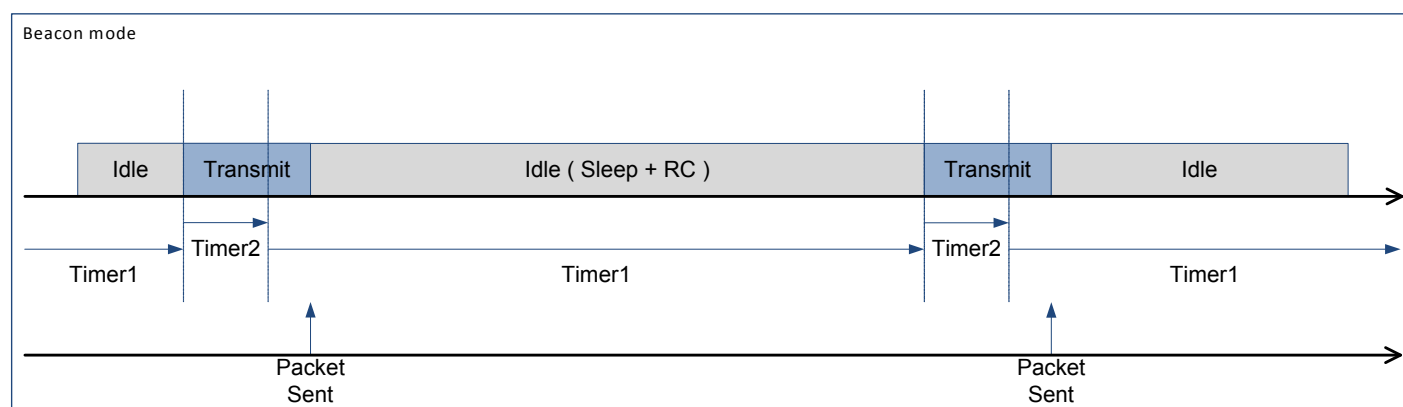 Beacon mode
Idle
Transmit
Idle ( Sleep + RC )
Transmit
Idle
Timer2
Timer2
Timer1
Timer1
Timer1
Packet
Sent
Packet
Sent